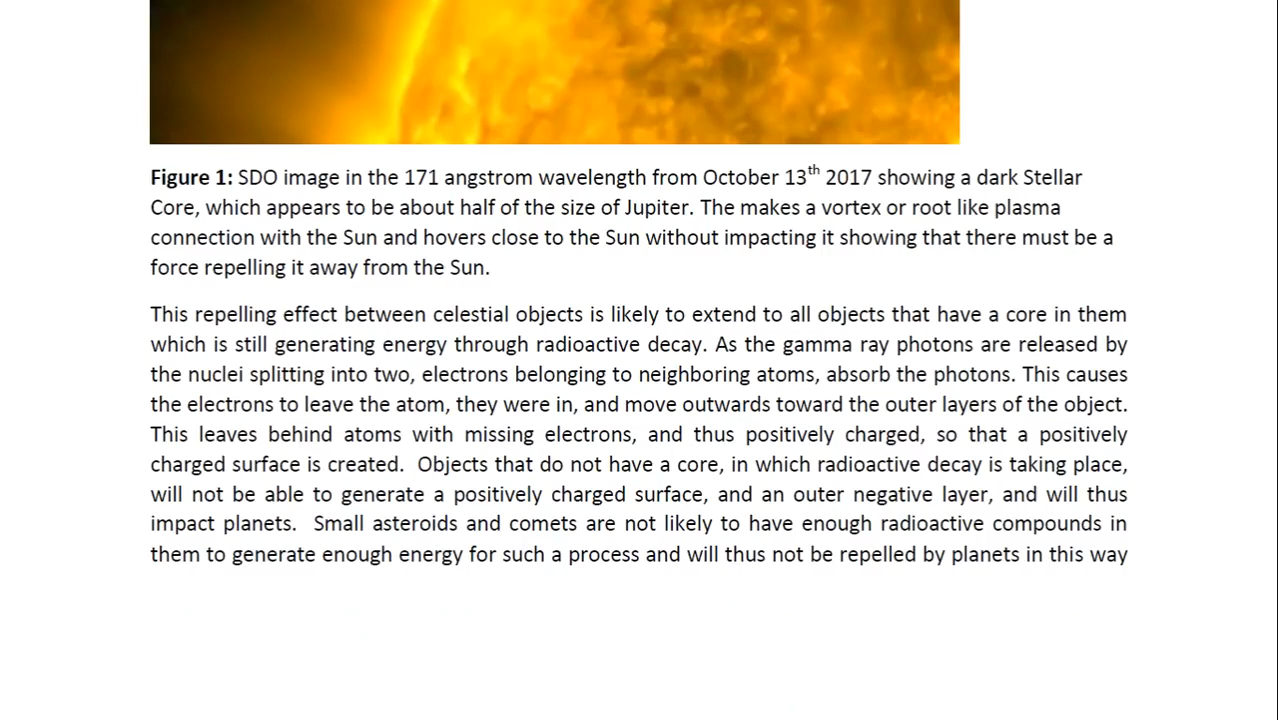 Figure 1: SDO image in the 171 angstrom wavelength from October 13th 2017 showing a dark Stellar
Core, which appears to be about half of the size of Jupiter. The makes a vortex or root like plasma
connection with the Sun and hovers close to the Sun without impacting it showing that there must be a
force repelling it away from the Sun.
This repelling effect between celestial objects is likely to extend to all objects that have a core in them
which is still generating energy through radioactive decay. As the gamma ray photons are released by
the nuclei splitting into two, electrons belonging to neighboring atoms, absorb the photons. This causes
the electrons to leave the atom, they were in, and move outwards toward the outer layers of the object.
This leaves behind atoms with missing electrons, and thus positively charged, so that a positively
charged surface is created. Objects that do not have a core, in which radioactive decay is taking place,
will not be able to generate a positively charged surface, and an outer negative layer, and will thus
impact planets. Small asteroids and comets are not likely to have enough radioactive compounds in
them to generate enough energy for such a process and will thus not be repelled by planets in this way